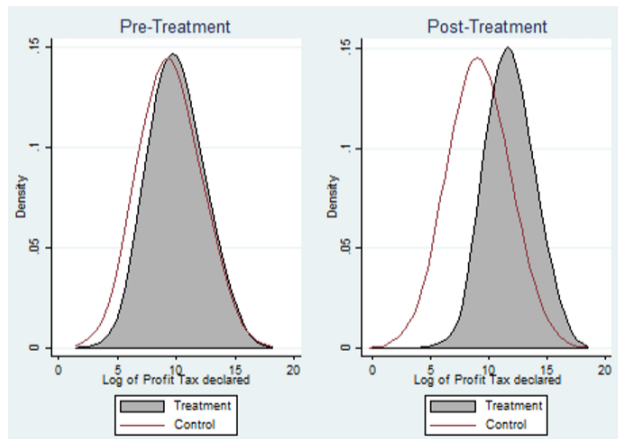 Pre-Treatment
.15
.1
.05
0
Density
0 5 10 15 20
Log of Profit Tax declared
Treatment
Control
Post-Treatment
.15
.1
.05
0
Density
0 5 10 15 20
Log of Profit Tax declared
Treatment
Control